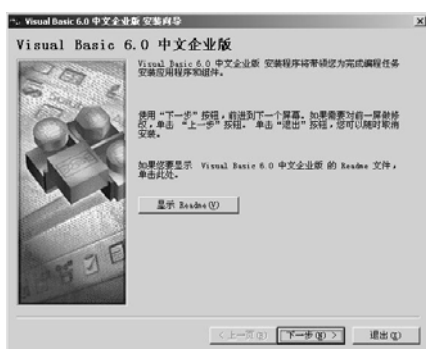 Visual Basic 6.0 中文企业版 安装向导
Visual Basic 6.0 中文企业版
Visual Basic 6.0 中文企业版 安装程序将带领您为完成编程任务
安装应用程序和组件。
使用“下一步”按钮，前进到下一个屏幕。如果需要对前一屏做修
改，单击 “上一步”按钮。 单击“退出”按钮，您可以随时取消
安装。
如果您要显示 Visual Basic 6.0 中文企业版 的 Readme 文件，
单击此处。
显示 Readme(V)
< 上一页(B)
下一步(N) >
退出(X)